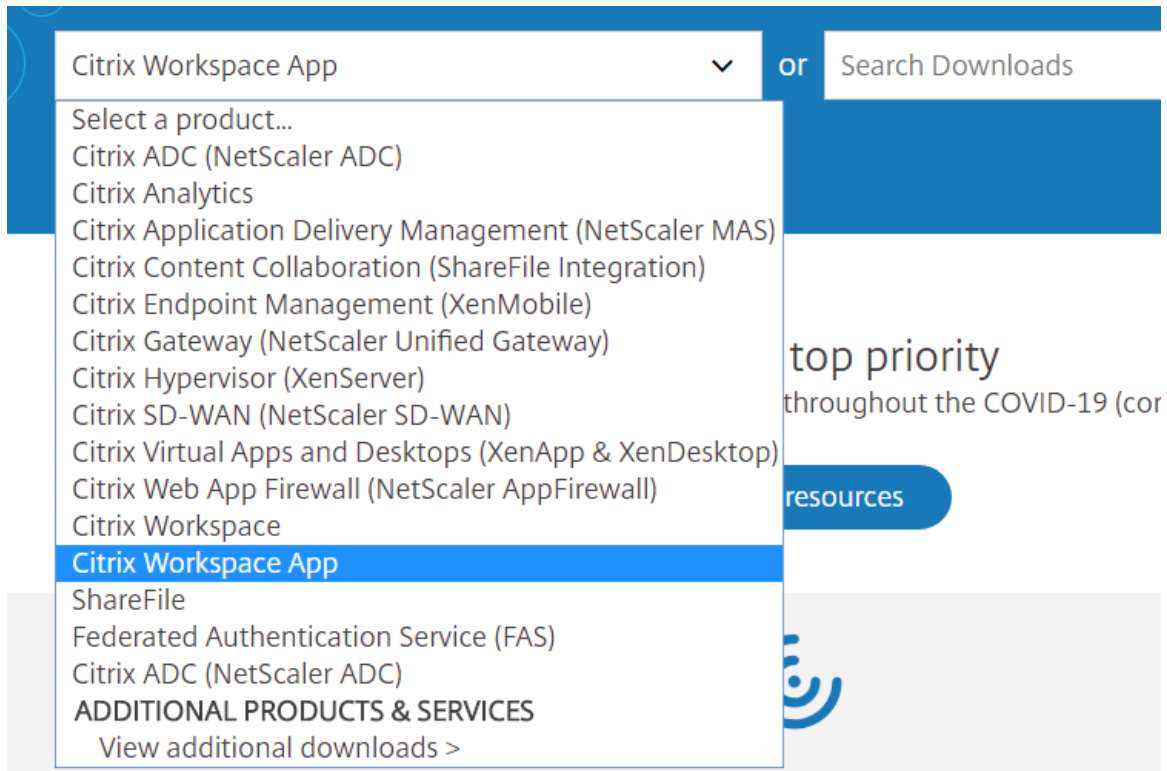 Citrix Workspace App
or
Search Downloads
Select a product...
Citrix ADC (NetScaler ADC)
Citrix Analytics
Citrix Application Delivery Management (NetScaler MAS)
Citrix Content Collaboration (ShareFile Integration)
Citrix Endpoint Management (XenMobile)
Citrix Gateway (NetScaler Unified Gateway)
Citrix Hypervisor (XenServer)
Citrix SD-WAN (NetScaler SD-WAN)
Citrix Virtual Apps and Desktops (XenApp & XenDesktop)
Citrix Web App Firewall (NetScaler AppFirewall)
Citrix Workspace
Citrix Workspace App
ShareFile
Federated Authentication Service (FAS)
Citrix ADC (NetScaler ADC)
ADDITIONAL PRODUCTS & SERVICES
View additional downloads >
top priority
throughout the COVID-19 (cor
resources